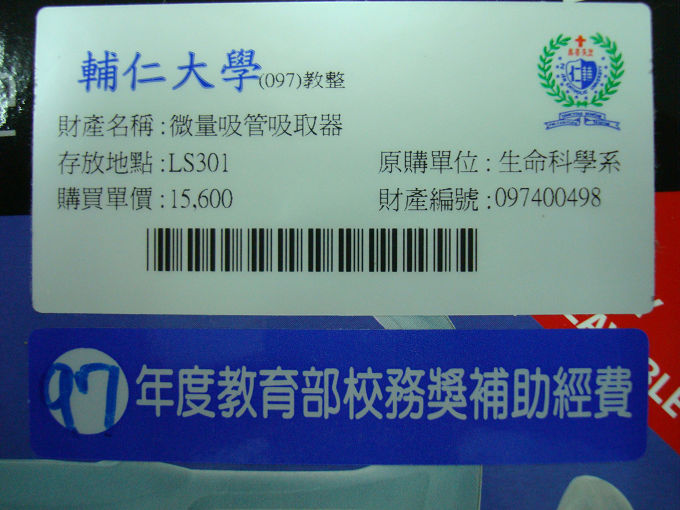 輔仁大學(097)教整
財產名稱:微量吸管吸取器
存放地點:LS301 原購單位:生命科學系
購買單價:15,600 財產編號:097400498
97年度教育部校務獎補助經費